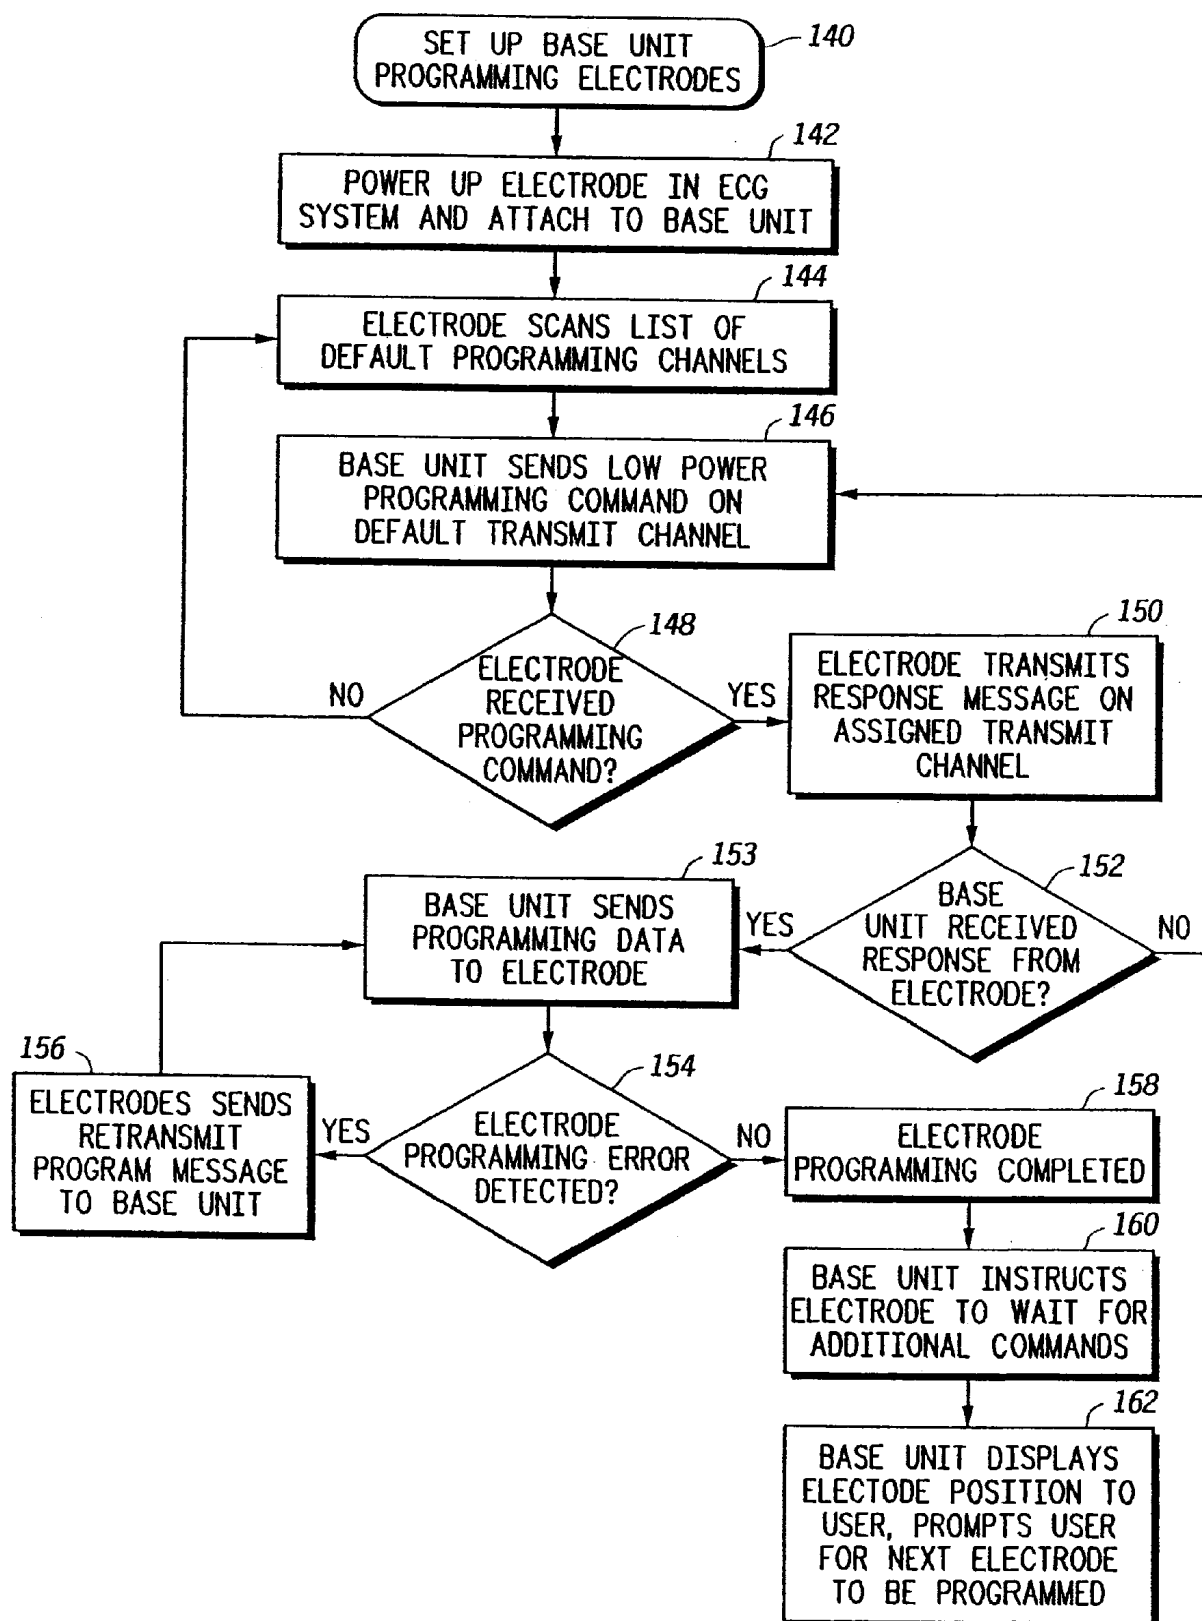 SET UP BASE UNIT
PROGRAMMING ELECTRODES
140
142
POWER UP ELECTRODE IN ECG
SYSTEM AND ATTACH TO BASE UNIT
144
ELECTRODE SCANS LIST OF
DEFAULT PROGRAMMING CHANNELS
146
BASE UNIT SENDS LOW POWER
PROGRAMMING COMMAND ON
DEFAULT TRANSMIT CHANNEL
148
ELECTRODE
RECEIVED
PROGRAMMING
COMMAND?
NO
YES
150
ELECTRODE TRANSMITS
RESPONSE MESSAGE ON
ASSIGNED TRANSMIT
CHANNEL
152
BASE
UNIT RECEIVED
RESPONSE FROM
ELECTRODE?
YES
NO
153
BASE UNIT SENDS
PROGRAMMING DATA
TO ELECTRODE
154
ELECTRODE
PROGRAMMING ERROR
DETECTED?
YES
NO
156
ELECTRODES SENDS
RETRANSMIT
PROGRAM MESSAGE
TO BASE UNIT
158
ELECTRODE
PROGRAMMING COMPLETED
160
BASE UNIT INSTRUCTS
ELECTRODE TO WAIT FOR
ADDITIONAL COMMANDS
162
BASE UNIT DISPLAYS
ELECTODE POSITION TO
USER, PROMPTS USER
FOR NEXT ELECTRODE
TO BE PROGRAMMED